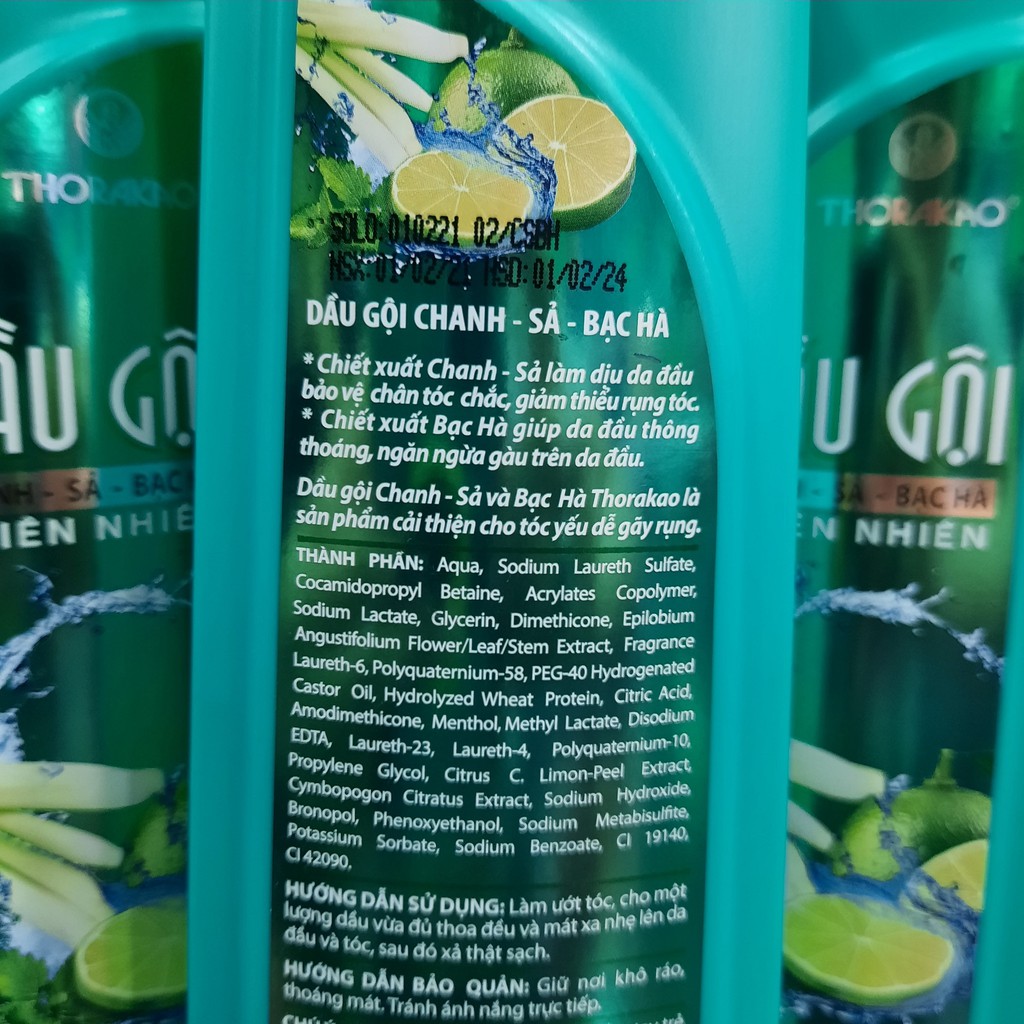 THORAKAO
THORAKAO
SOLO:010221 02/CSBH
NSX:01/02/21 HSD:01/02/24
DẦU GỘI CHANH - SẢ - BẠC HÀ
* Chiết xuất Chanh - Sả làm dịu da đầu
bảo vệ chân tóc chắc, giảm thiểu rụng tóc.
* Chiết xuất Bạc Hà giúp da đầu thông
thoáng, ngăn ngừa gàu trên da đầu.
Dầu gội Chanh - Sả và Bạc Hà Thorakao là
sản phẩm cải thiện cho tóc yếu dễ gãy rụng.
THÀNH PHẦN: Aqua, Sodium Laureth Sulfate,
Cocamidopropyl Betaine, Acrylates Copolymer,
Sodium Lactate, Glycerin, Dimethicone, Epilobium
Angustifolium Flower/Leaf/Stem Extract, Fragrance
Laureth-6, Polyquaternium-58, PEG-40 Hydrogenated
Castor Oil, Hydrolyzed Wheat Protein, Citric Acid,
Amodimethicone, Menthol, Methyl Lactate, Disodium
EDTA, Laureth-23, Laureth-4, Polyquaternium-10,
Propylene Glycol, Citrus C. Limon-Peel Extract,
Cymbopogon Citratus Extract, Sodium Hydroxide,
Bronopol, Phenoxyethanol, Sodium Metabisulfite,
Potassium Sorbate, Sodium Benzoate, CI 19140,
CI 42090.
HƯỚNG DẪN SỬ DỤNG: Làm ướt tóc, cho một
lượng dầu vừa đủ thoa đều và mát xa nhẹ lên da
đầu và tóc, sau đó xả thật sạch.
HƯỚNG DẪN BẢO QUẢN: Giữ nơi khô ráo,
thoáng mát. Tránh ánh nắng trực tiếp.
GỘI
SẢ - BẠC HÀ
NHIÊN